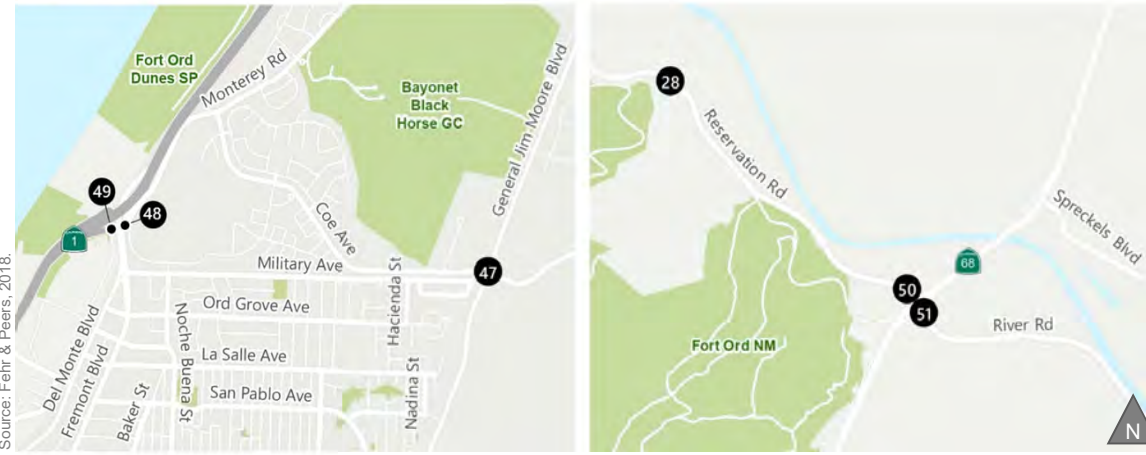 Source: Fehr & Peers, 2018.
Fort Ord
Dunes SP
Monterey Rd
Bayonet
Black
Horse GC
General Jim Moore Blvd
49
48
1
Coe Ave
Military Ave
47
Ord Grove Ave
Hacienda St
Noche Buena St
Del Monte Blvd
Fremont Blvd
La Salle Ave
Baker St
San Pablo Ave
Nadina St
28
Reservation Rd
Spreckels Blvd
68
50
51
River Rd
Fort Ord NM
N